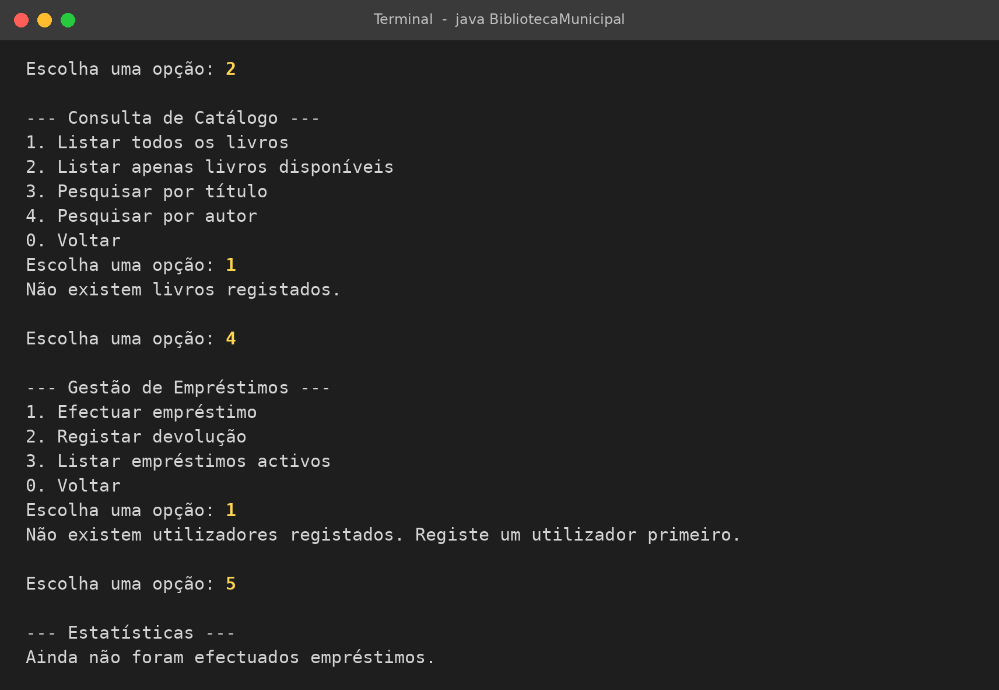 Terminal - java BibliotecaMunicipal
Escolha uma opção: 2
--- Consulta de Catálogo ---
1. Listar todos os livros
2. Listar apenas livros disponíveis
3. Pesquisar por título
4. Pesquisar por autor
0. Voltar
Escolha uma opção: 1
Não existem livros registados.
Escolha uma opção: 4
--- Gestão de Empréstimos ---
1. Efectuar empréstimo
2. Registar devolução
3. Listar empréstimos activos
0. Voltar
Escolha uma opção: 1
Não existem utilizadores registados. Registe um utilizador primeiro.
Escolha uma opção: 5
--- Estatísticas ---
Ainda não foram efectuados empréstimos.